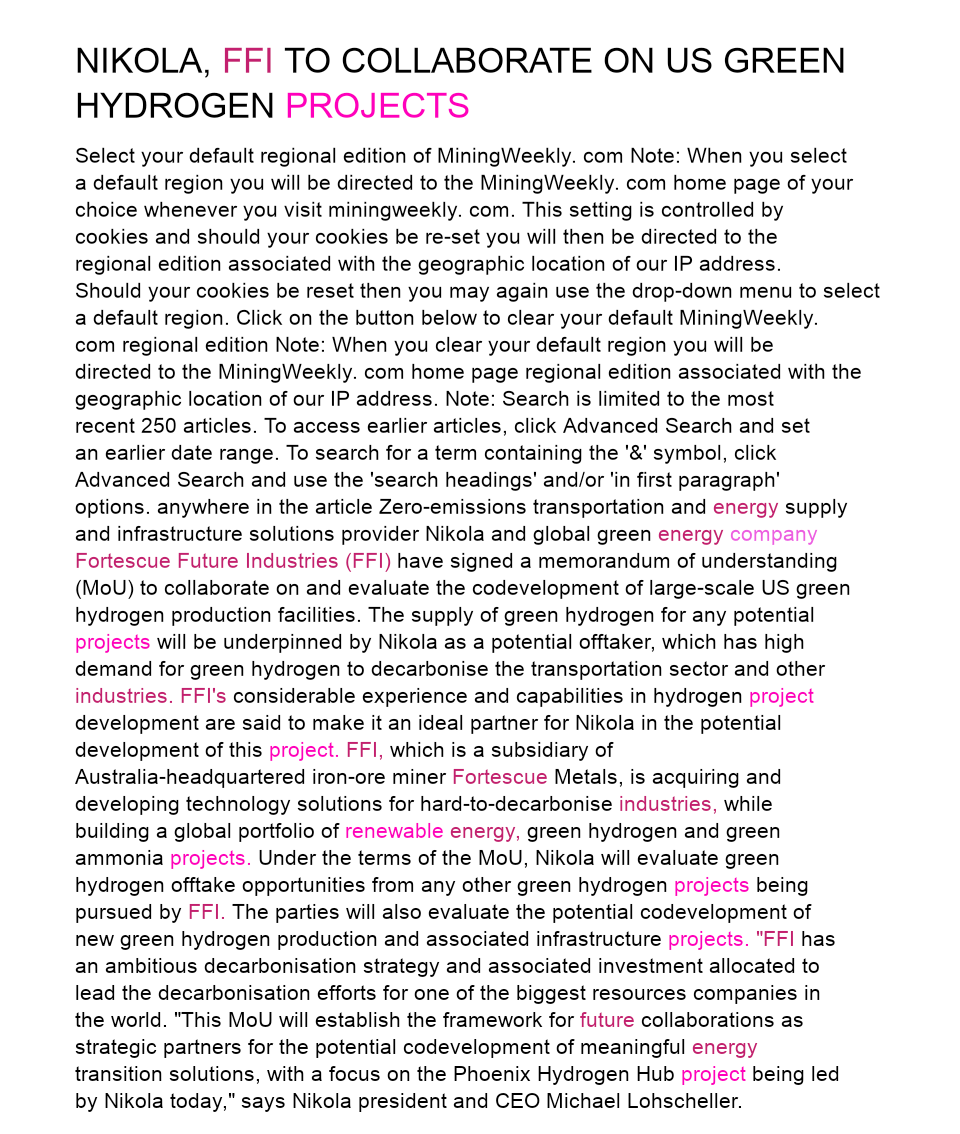 NIKOLA, FFI TO COLLABORATE ON US GREEN
HYDROGEN PROJECTS
Select your default regional edition of MiningWeekly. com Note: When you select
a default region you will be directed to the MiningWeekly. com home page of your
choice whenever you visit miningweekly. com. This setting is controlled by
cookies and should your cookies be re-set you will then be directed to the
regional edition associated with the geographic location of our IP address.
Should your cookies be reset then you may again use the drop-down menu to select
a default region. Click on the button below to clear your default MiningWeekly.
com regional edition Note: When you clear your default region you will be
directed to the MiningWeekly. com home page regional edition associated with the
geographic location of our IP address. Note: Search is limited to the most
recent 250 articles. To access earlier articles, click Advanced Search and set
an earlier date range. To search for a term containing the '&' symbol, click
Advanced Search and use the 'search headings' and/or 'in first paragraph'
options. anywhere in the article Zero-emissions transportation and energy supply
and infrastructure solutions provider Nikola and global green energy company
Fortescue Future Industries (FFI) have signed a memorandum of understanding
(MoU) to collaborate on and evaluate the codevelopment of large-scale US green
hydrogen production facilities. The supply of green hydrogen for any potential
projects will be underpinned by Nikola as a potential offtaker, which has high
demand for green hydrogen to decarbonise the transportation sector and other
industries. FFI's considerable experience and capabilities in hydrogen project
development are said to make it an ideal partner for Nikola in the potential
development of this project. FFI, which is a subsidiary of
Australia-headquartered iron-ore miner Fortescue Metals, is acquiring and
developing technology solutions for hard-to-decarbonise industries, while
building a global portfolio of renewable energy, green hydrogen and green
ammonia projects. Under the terms of the MoU, Nikola will evaluate green
hydrogen offtake opportunities from any other green hydrogen projects being
pursued by FFI. The parties will also evaluate the potential codevelopment of
new green hydrogen production and associated infrastructure projects. "FFI has
an ambitious decarbonisation strategy and associated investment allocated to
lead the decarbonisation efforts for one of the biggest resources companies in
the world. "This MoU will establish the framework for future collaborations as
strategic partners for the potential codevelopment of meaningful energy
transition solutions, with a focus on the Phoenix Hydrogen Hub project being led
by Nikola today," says Nikola president and CEO Michael Lohscheller.